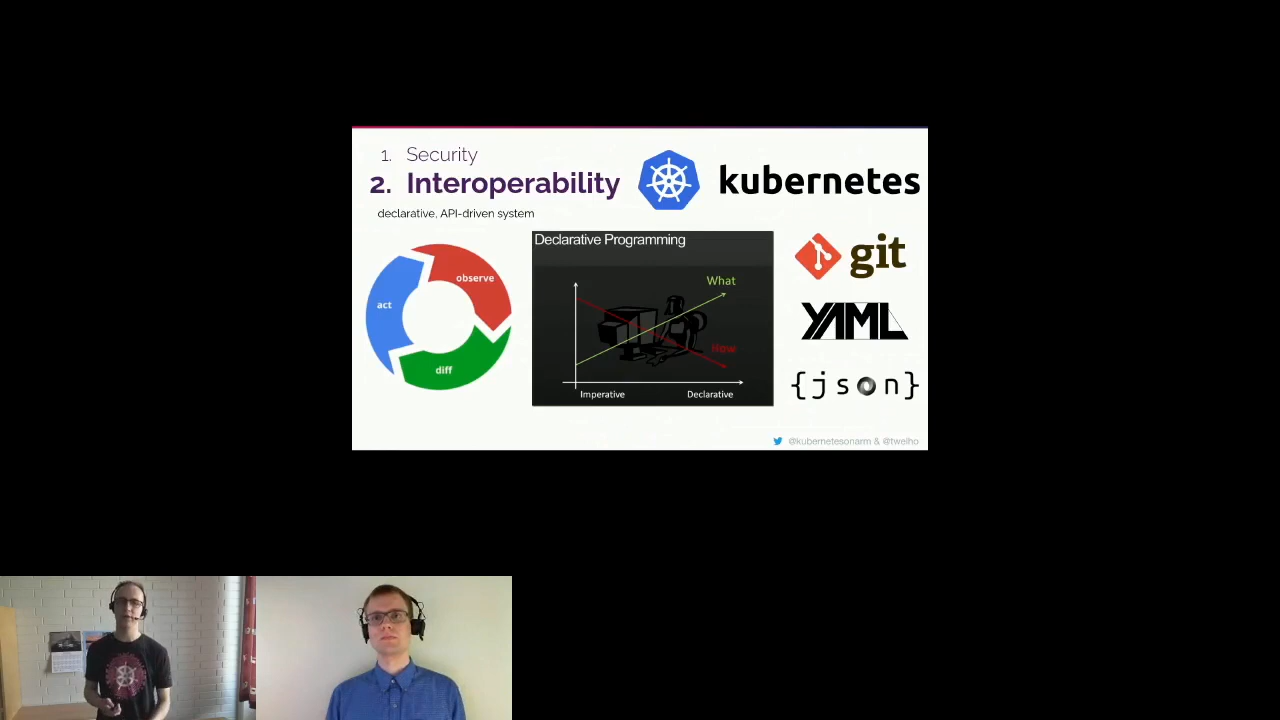 1. Security
2. Interoperability
kubernetes
declarative, API-driven system
observe
act
diff
Declarative Programming
What
How
Imperative
Declarative
git
YAML
{json}
@kubernetesonarm & @twelho